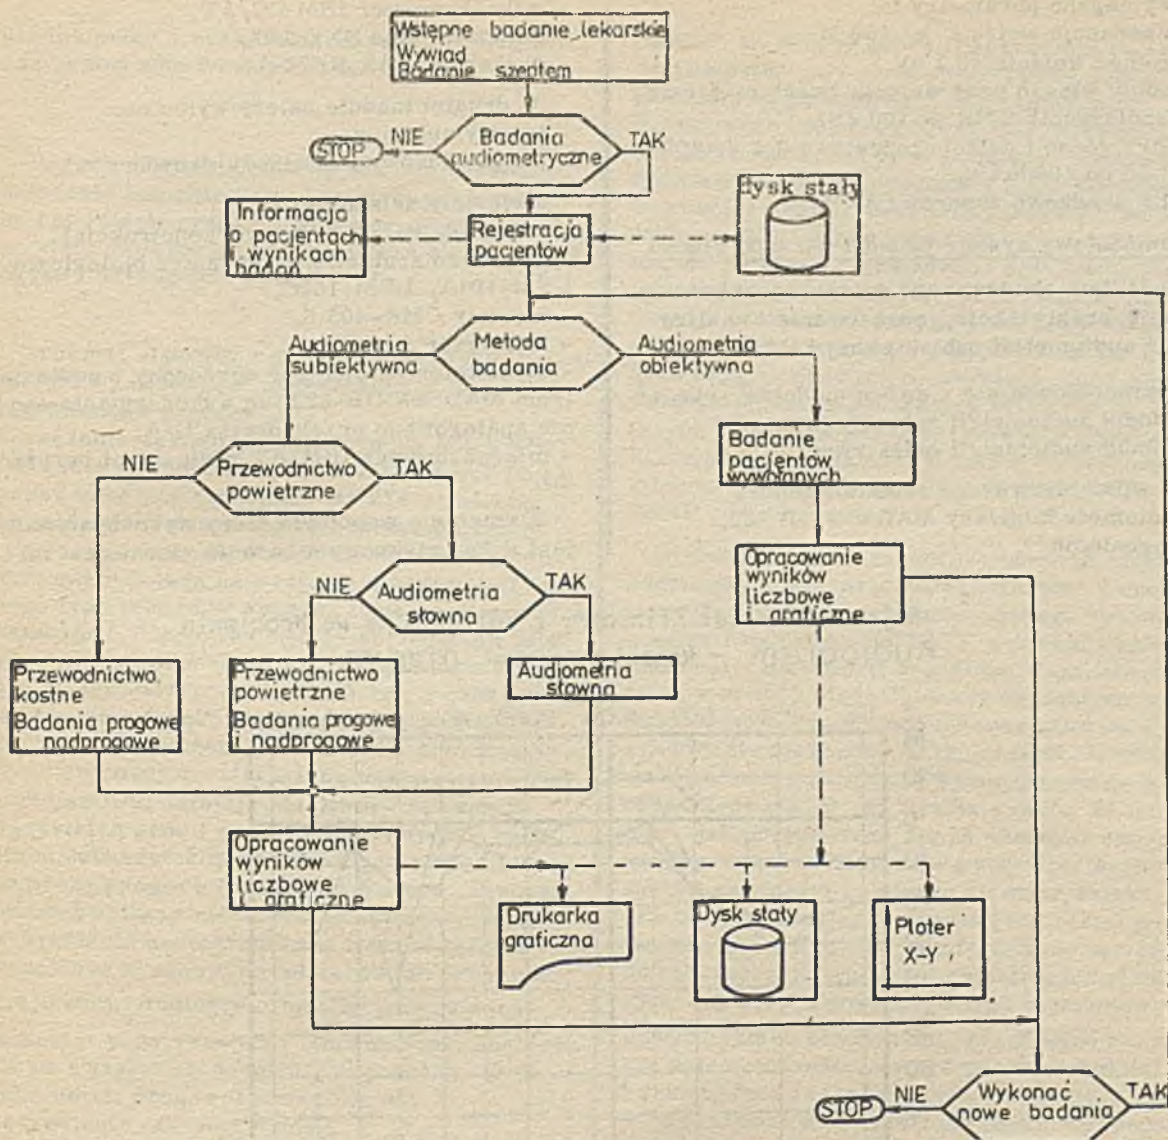 Wstępne badanie lekarskie
Wywiad
Badanie szeptem
STOP
NIE
Badania
audiometryczne
TAK
Informacja
o pacjentach
i wynikach
badań
Rejestracja
pacjentów
Dysk stały
Audiometria
subiektywna
Metoda
badania
Audiometria
obiektywna
NIE
Przewodnictwo
powietrzne
TAK
Badanie
pacjentów
wybranych
NIE
Audiometria
słowna
TAK
Opracowanie
wyników
liczbowe
i graficzne
Przewodnictwo
kostne
Badania progowe
i nadprogowe
Przewodnictwo
powietrzne
Badania progowe
i nadprogowe
Audiometria
słowna
Opracowanie
wyników
liczbowe
i graficzne
Drukarka
graficzna
Dysk stały
Ploter
X-Y
STOP
NIE
Wykonać
nowe badania
TAK